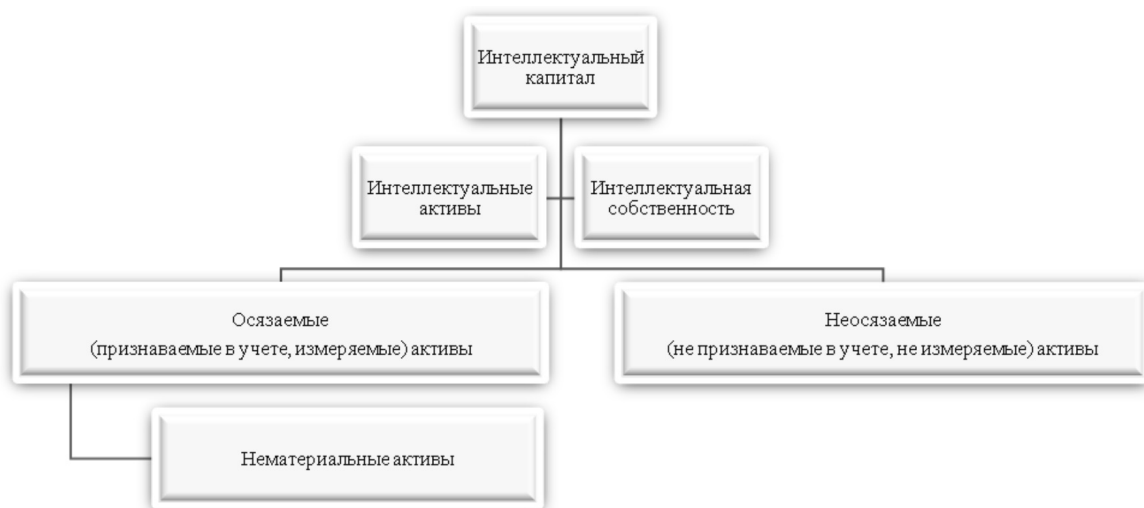 Интеллектуальный
капитал
Интеллектуальные
активы
Интеллектуальная
собственность
Осязаемые
(признаваемые в учете, измеряемые) активы
Неосязаемые
(не признаваемые в учете, не измеряемые) активы
Нематериальные активы